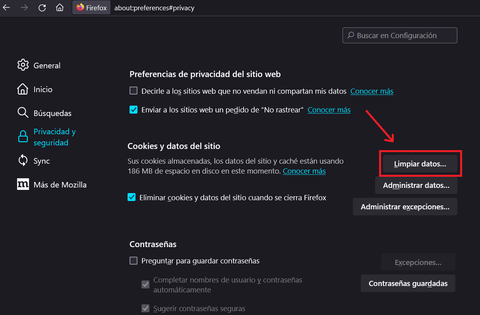 Firefox about:preferences#privacy
Buscar en Configuración
General
Inicio
Búsquedas
Privacidad y
seguridad
Sync
Más de Mozilla
Preferencias de privacidad del sitio web
Decirle a los sitios web que no vendan ni compartan mis datos Conocer más
Enviar a los sitios web un pedido de "No rastrear" Conocer más
Cookies y datos del sitio
Sus cookies almacenadas, los datos del sitio y caché están usando
186 MB de espacio en disco en este momento. Conocer más
Limpiar datos...
Administrar datos...
Eliminar cookies y datos del sitio cuando se cierra Firefox
Administrar excepciones...
Contraseñas
Preguntar para guardar contraseñas
Excepciones...
Completar nombres de usuario y contraseñas
automáticamente
Contraseñas guardadas
Sugerir contraseñas seguras